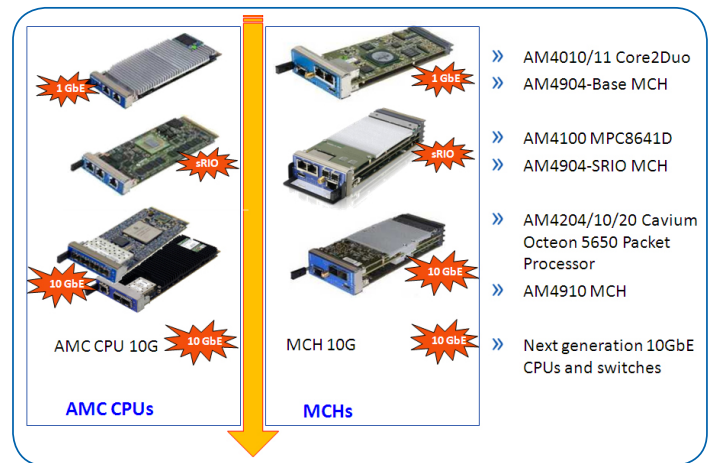 1 GbE
1 GbE
» AM4010/11 Core2Duo
» AM4904-Base MCH
sRIO
sRIO
» AM4100 MPC8641D
» AM4904-SRIO MCH
10 GbE
10 GbE
» AM4204/10/20 Cavium
Octeon 5650 Packet
Processor
» AM4910 MCH
AMC CPU 10G
10 GbE
MCH 10G
10 GbE
» Next generation 10GbE
CPUs and switches
AMC CPUs
MCHs